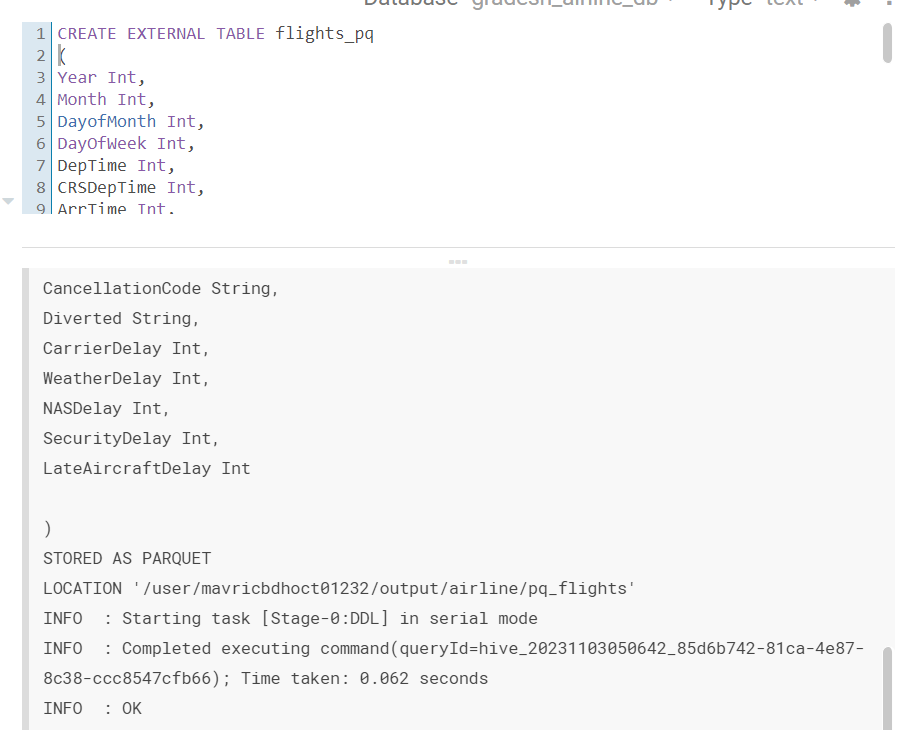 Database gradesh_airline_db Type text
1 CREATE EXTERNAL TABLE flights_pq
2 (
3 Year Int,
4 Month Int,
5 DayofMonth Int,
6 DayOfWeek Int,
7 DepTime Int,
8 CRSDepTime Int,
9 ArrTime Int,
CancellationCode String,
Diverted String,
CarrierDelay Int,
WeatherDelay Int,
NASDelay Int,
SecurityDelay Int,
LateAircraftDelay Int
)
STORED AS PARQUET
LOCATION '/user/mavricbdhoct01232/output/airline/pq_flights'
INFO  : Starting task [Stage-0:DDL] in serial mode
INFO  : Completed executing command(queryId=hive_20231103050642_85d6b742-81ca-4e87-
8c38-ccc8547cfb66); Time taken: 0.062 seconds
INFO  : OK